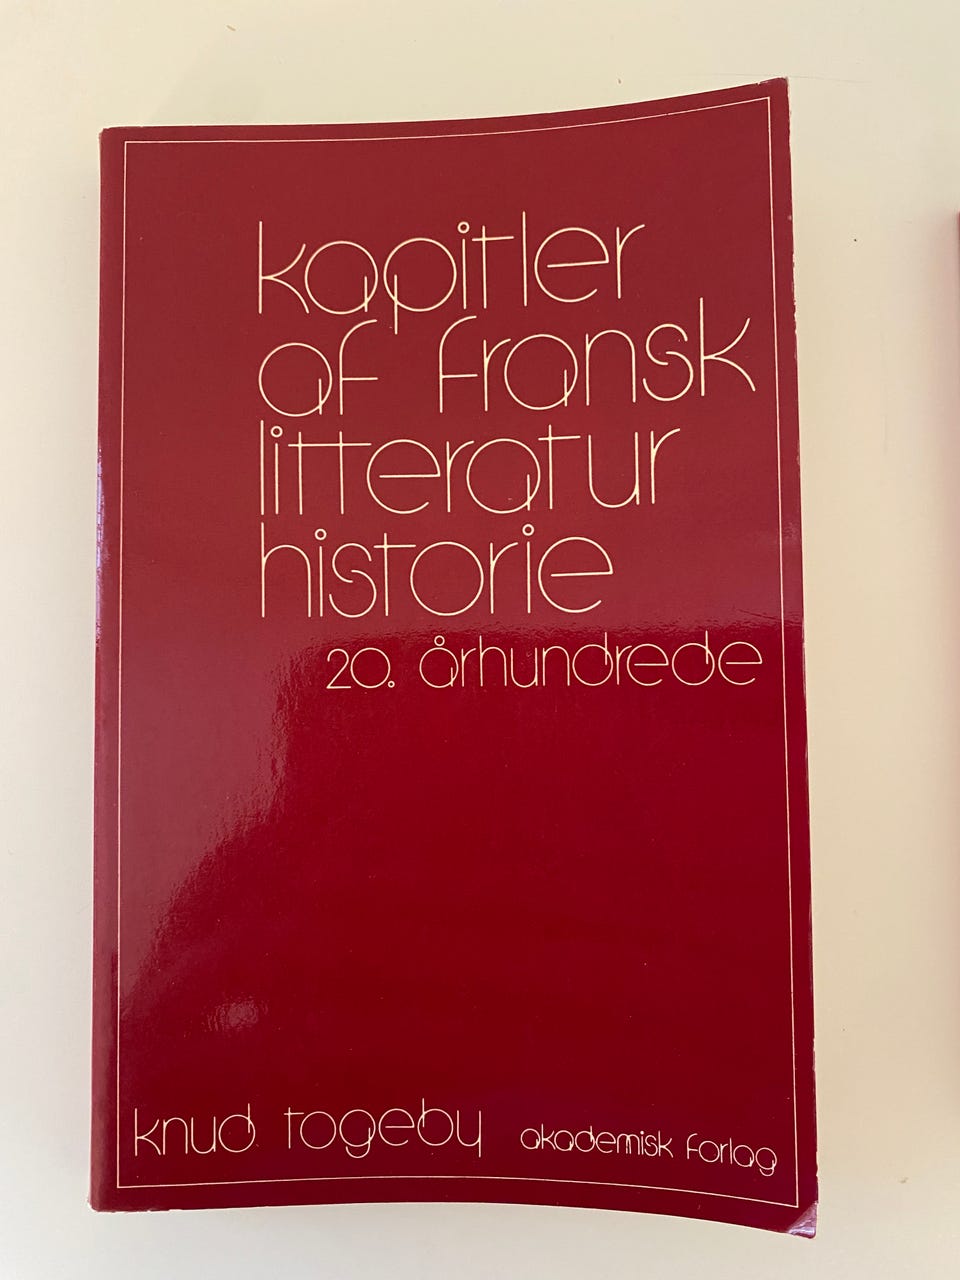 kapitler
af fransk
litteratur
historie
20. århundrede
knud togeby akademisk forlag